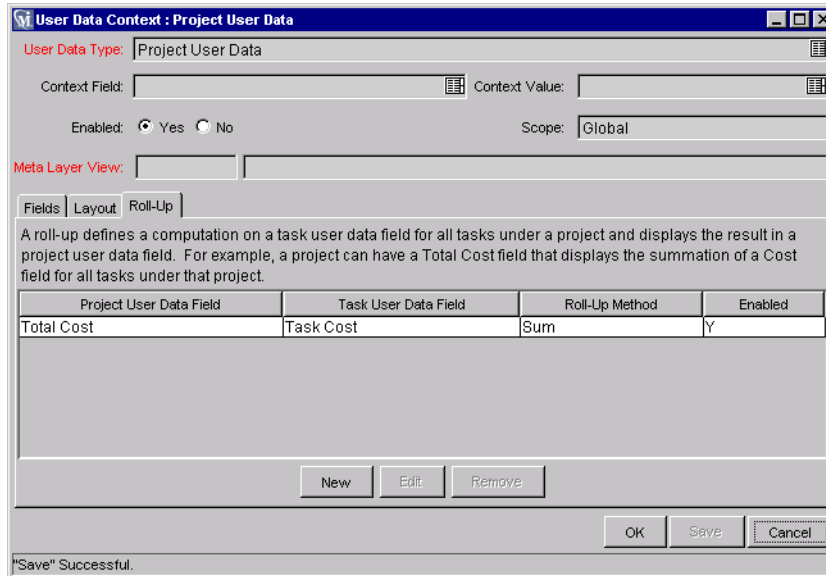 User Data Context : Project User Data
User Data Type: Project User Data
Context Field: Context Value:
Enabled: Yes No Scope: Global
Meta Layer View:
Fields Layout Roll-Up
A roll-up defines a computation on a task user data field for all tasks under a project and displays the result in a
project user data field. For example, a project can have a Total Cost field that displays the summation of a Cost
field for all tasks under that project.
Project User Data Field Task User Data Field Roll-Up Method Enabled
Total Cost Task Cost Sum Y
New Edit Remove
OK Save Cancel
"Save" Successful.